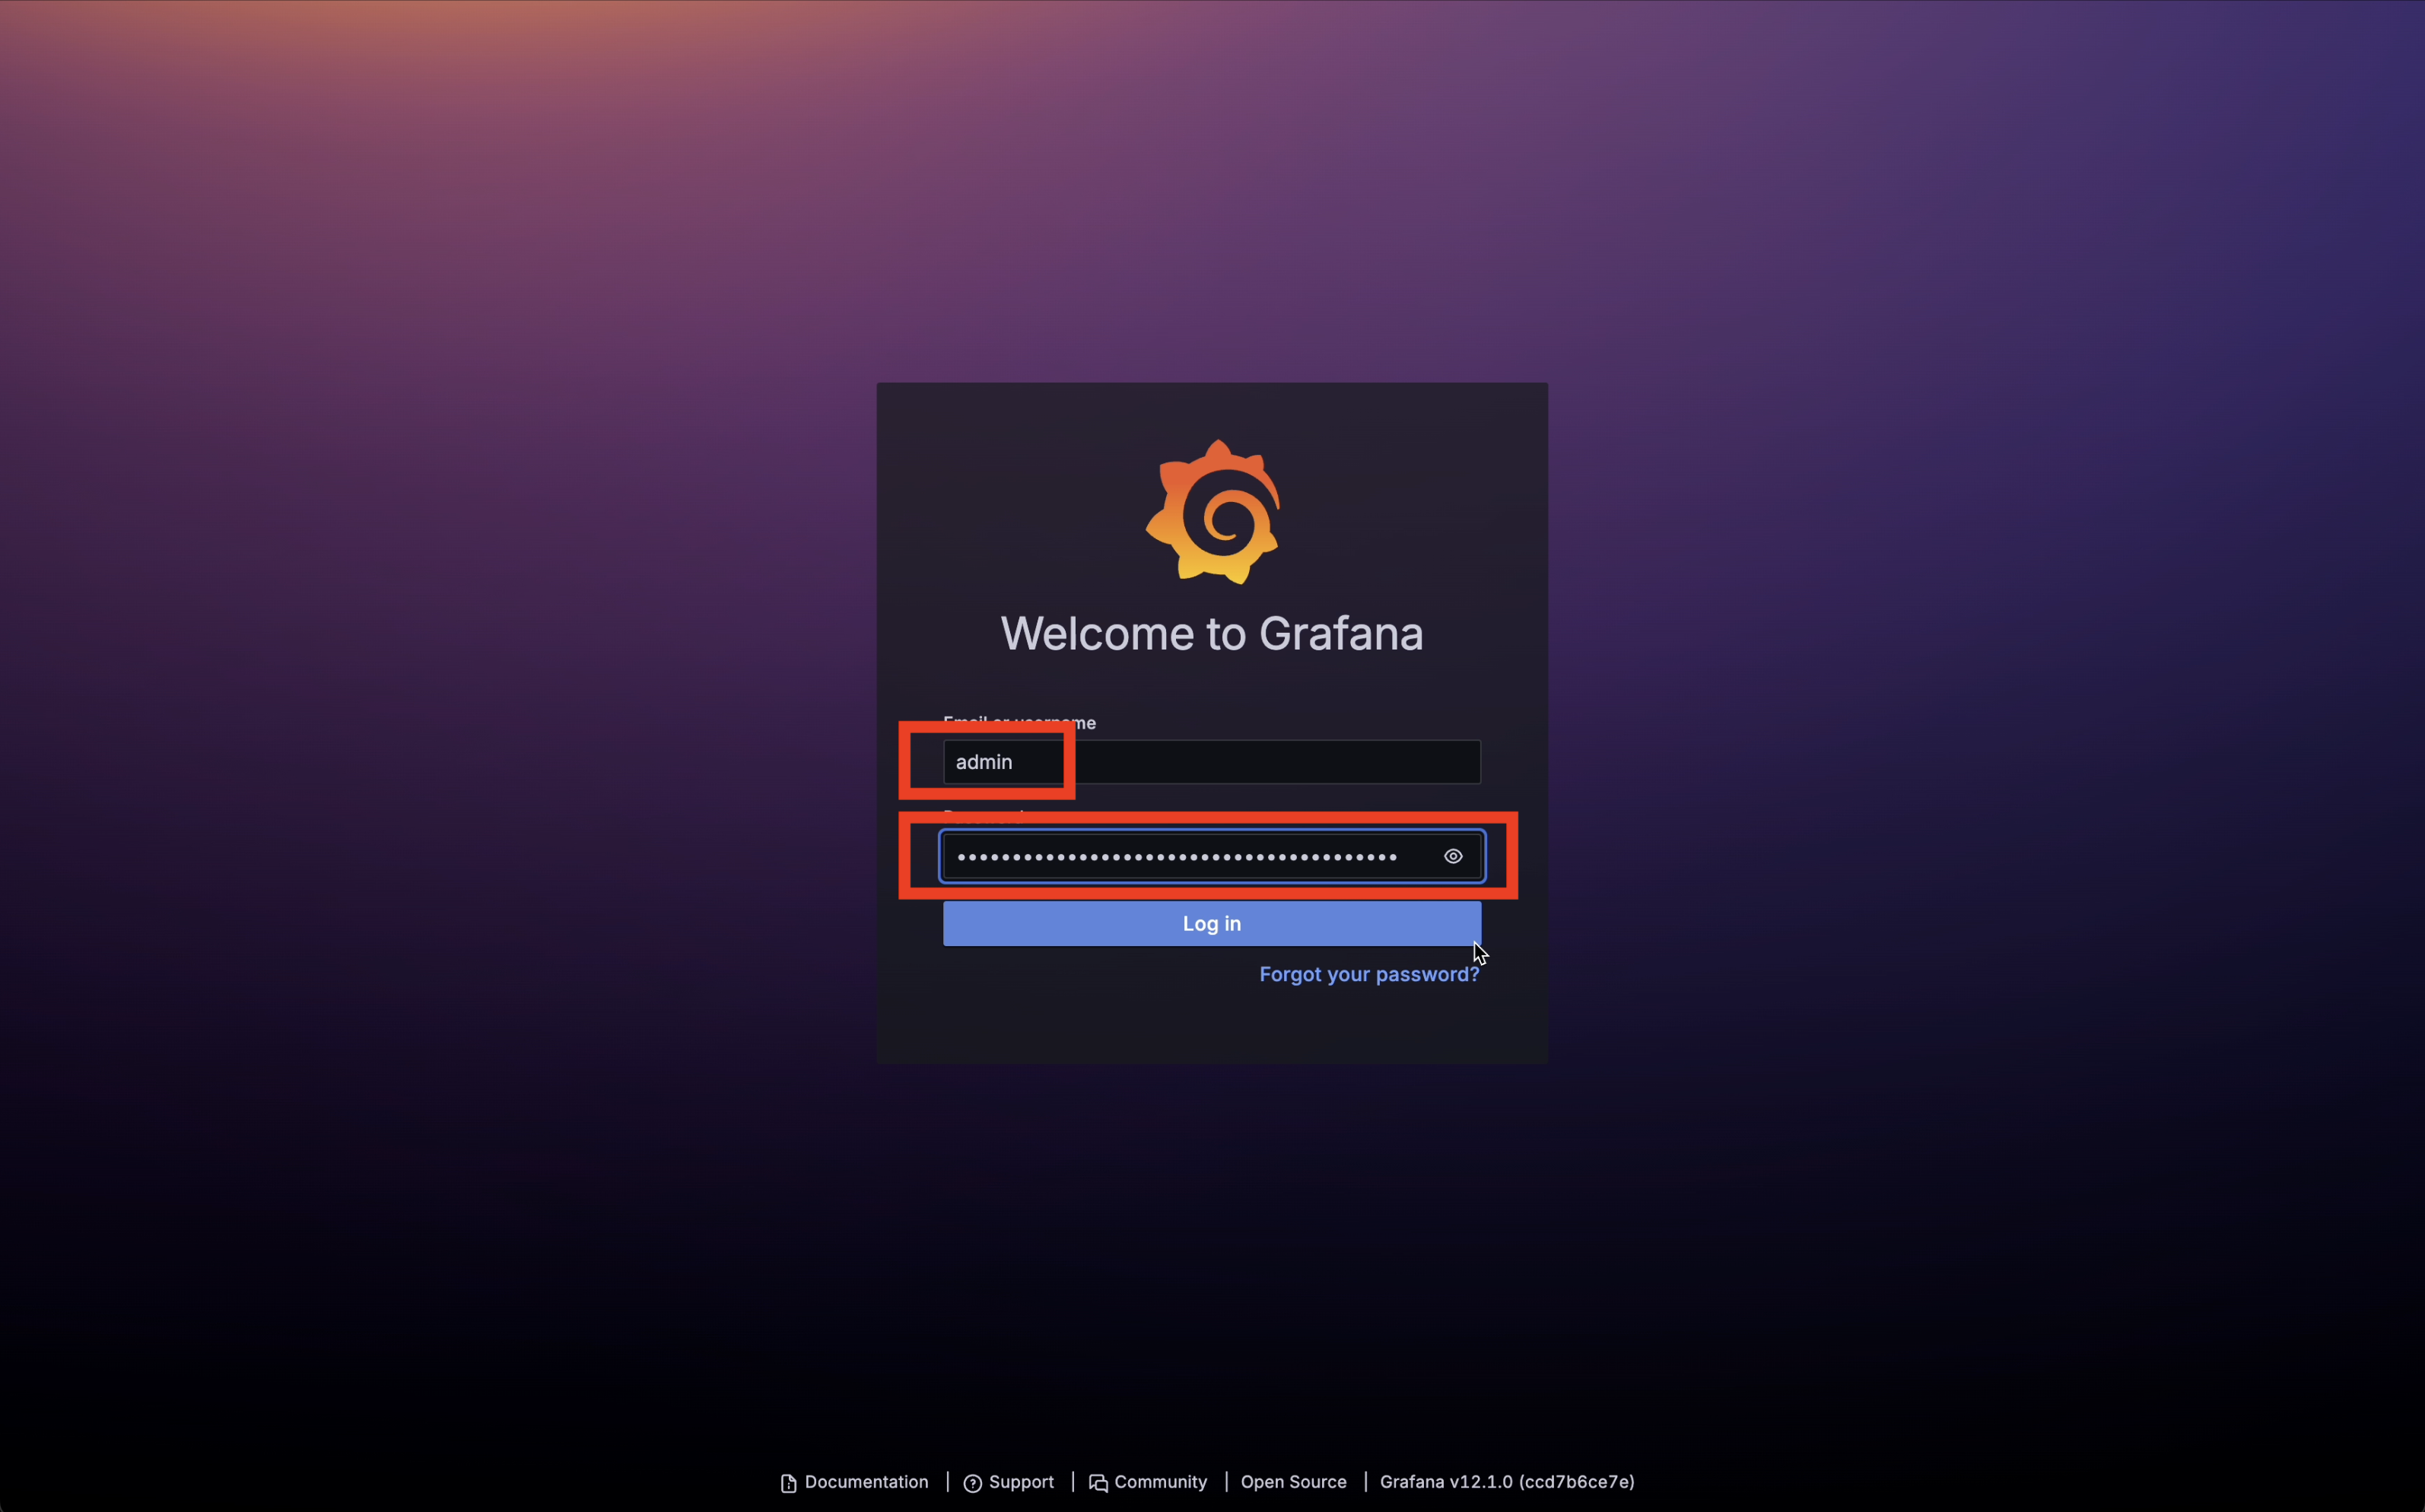 Welcome to Grafana
Email or username
admin
Password
••••••••••••••••••••••••••••••••••••••••
Log in
Forgot your password?
Documentation | Support | Community | Open Source | Grafana v12.1.0 (ccd7b6ce7e)